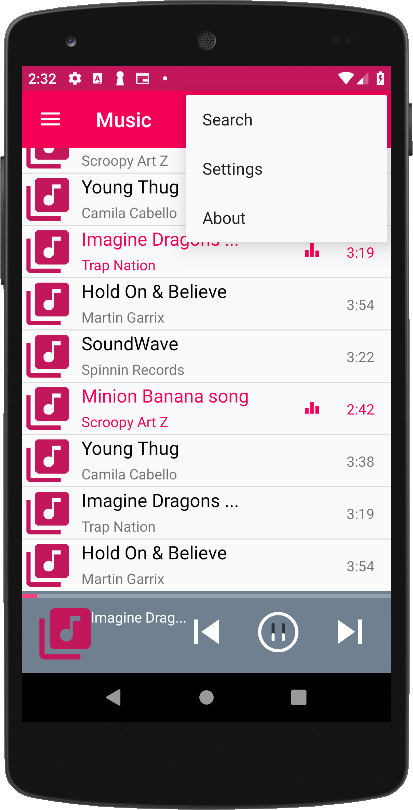 2:32
Music
Search
Settings
About
Scroopy Art Z
Young Thug
Camila Cabello
Imagine Dragons ...
Trap Nation
3:19
Hold On & Believe
Martin Garrix
3:54
SoundWave
Spinnin Records
3:22
Minion Banana song
Scroopy Art Z
2:42
Young Thug
Camila Cabello
3:38
Imagine Dragons ...
Trap Nation
3:19
Hold On & Believe
Martin Garrix
3:54
Imagine Drag...